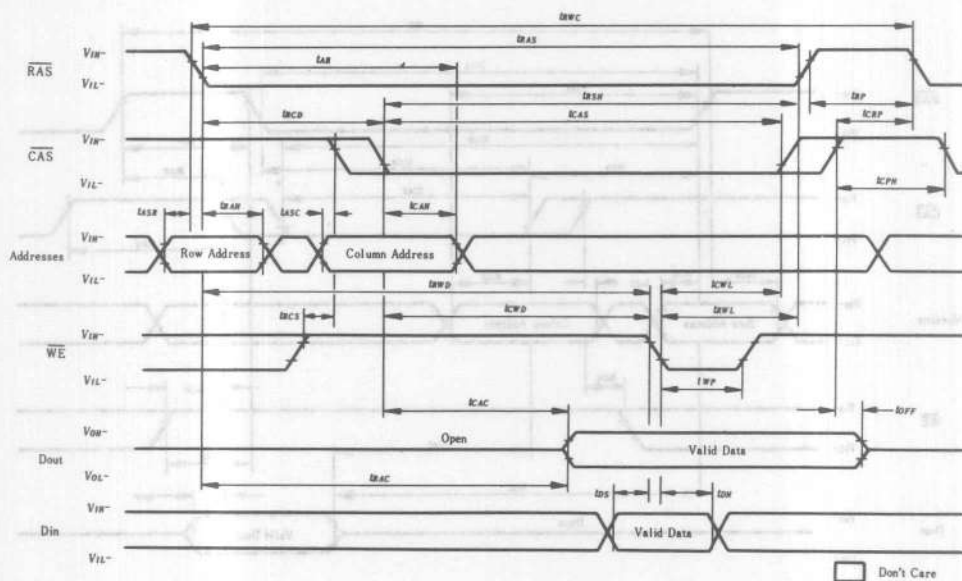 tRWC
RAS
VIH-
VIL-
tRAS
tAR
tRSH
tRP
tRCD
tCAS
tCRP
CAS
VIH-
VIL-
tCPN
tASR
tRAH
tASC
tCAH
Addresses
VIH-
VIL-
Row Address
Column Address
tRWD
tCWL
tRCS
tCWD
tRWL
WE
VIH-
VIL-
tWP
tCAC
tOFF
Dout
VOH-
VOL-
Open
Valid Data
tRAC
tDS
tDH
Din
VIH-
VIL-
Valid Data
Don't Care